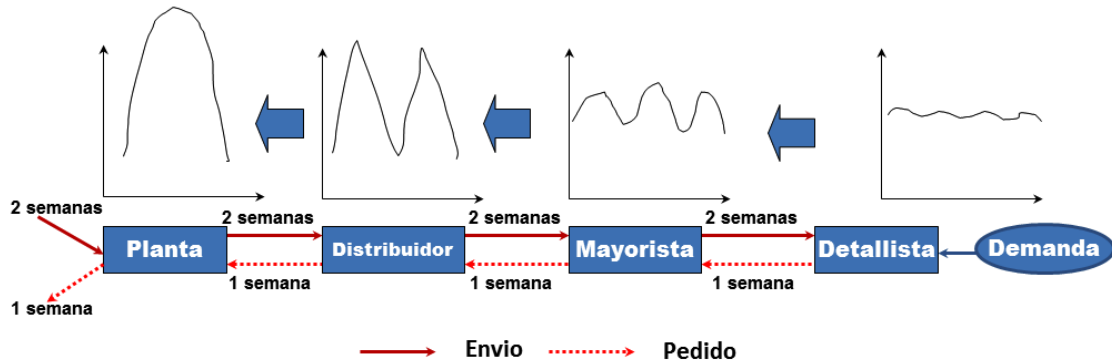 2 semanas
2 semanas
2 semanas
2 semanas
Planta
Distribuidor
Mayorista
Detallista
Demanda
1 semana
1 semana
1 semana
1 semana
Envio
Pedido